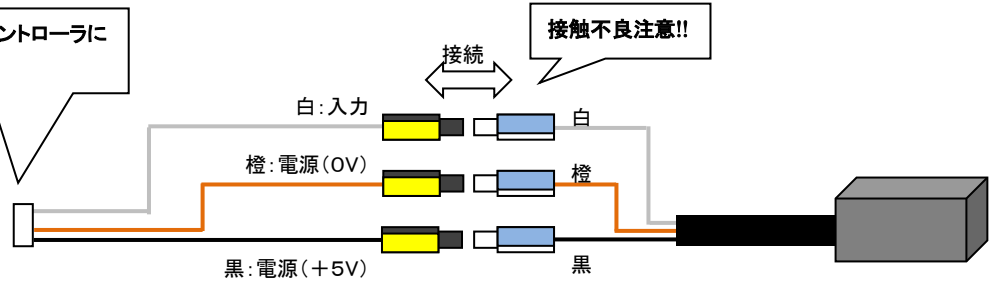 ントローラに
接触不良注意!!
接続
白:入力
白
橙:電源(0V)
橙
黒:電源(+5V)
黒